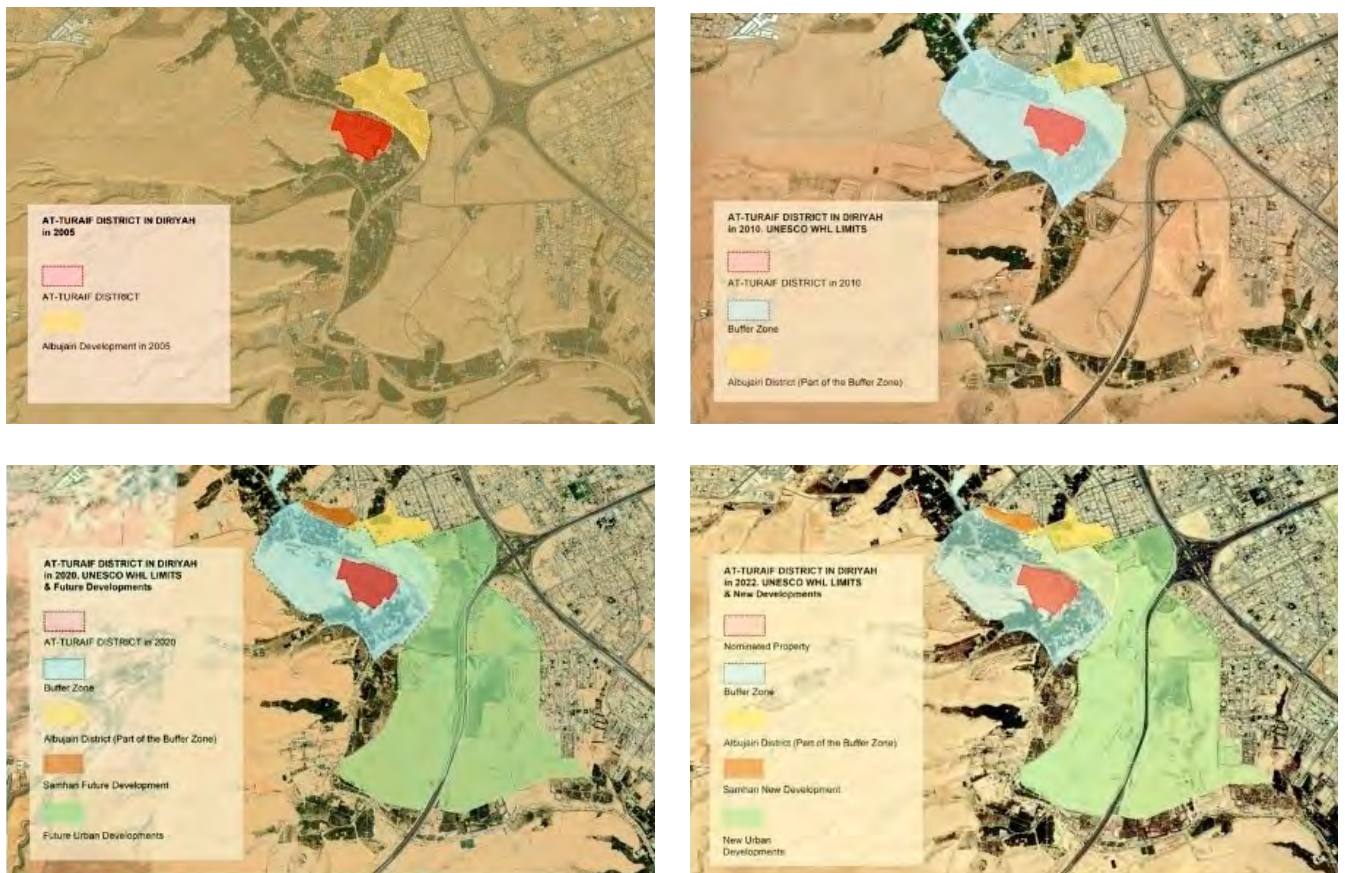 AT-TURAIF DISTRICT IN DIRIYAH
in 2005
AT-TURAIF DISTRICT
Albujairi Development in 2005
AT-TURAIF DISTRICT IN DIRIYAH
in 2010. UNESCO WHL LIMITS
AT-TURAIF DISTRICT in 2010
Buffer Zone
Albujairi District (Part of the Buffer Zone)
AT-TURAIF DISTRICT IN DIRIYAH
in 2020. UNESCO WHL LIMITS
& Future Developments
AT-TURAIF DISTRICT in 2020
Buffer Zone
Albujairi District (Part of the Buffer Zone)
Samhan Future Development
Future Urban Developments
AT-TURAIF DISTRICT IN DIRIYAH
in 2022. UNESCO WHL LIMITS
& New Developments
Nominated Property
Buffer Zone
Albujairi District (Part of the Buffer Zone)
Samhan New Development
New Urban
Developments